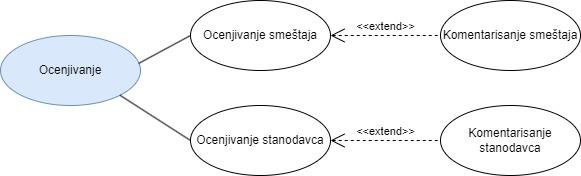 Ocenjivanje smeštaja
<<extend>>
Komentarisanje smeštaja
Ocenjivanje
Ocenjivanje stanodavca
<<extend>>
Komentarisanje
stanodavca